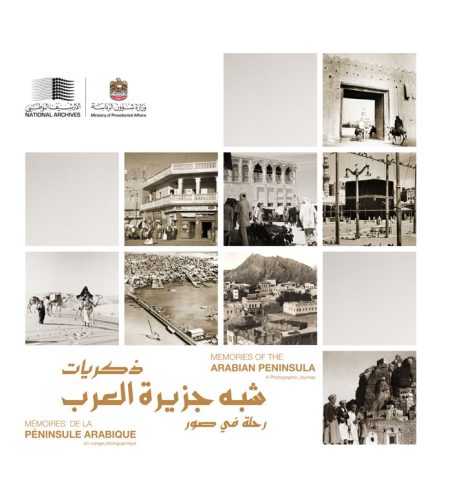 الأرشيف الوطني
NATIONAL ARCHIVES
وزارة شؤون الرئاسة
Ministry of Presidential Affairs
MEMORIES OF THE
ARABIAN PENINSULA
A Photographic Journey
ذكريات
شبه جزيرة العرب
رحلة في صور
MÉMOIRES DE LA
PÉNINSULE ARABIQUE
Un voyage photographique